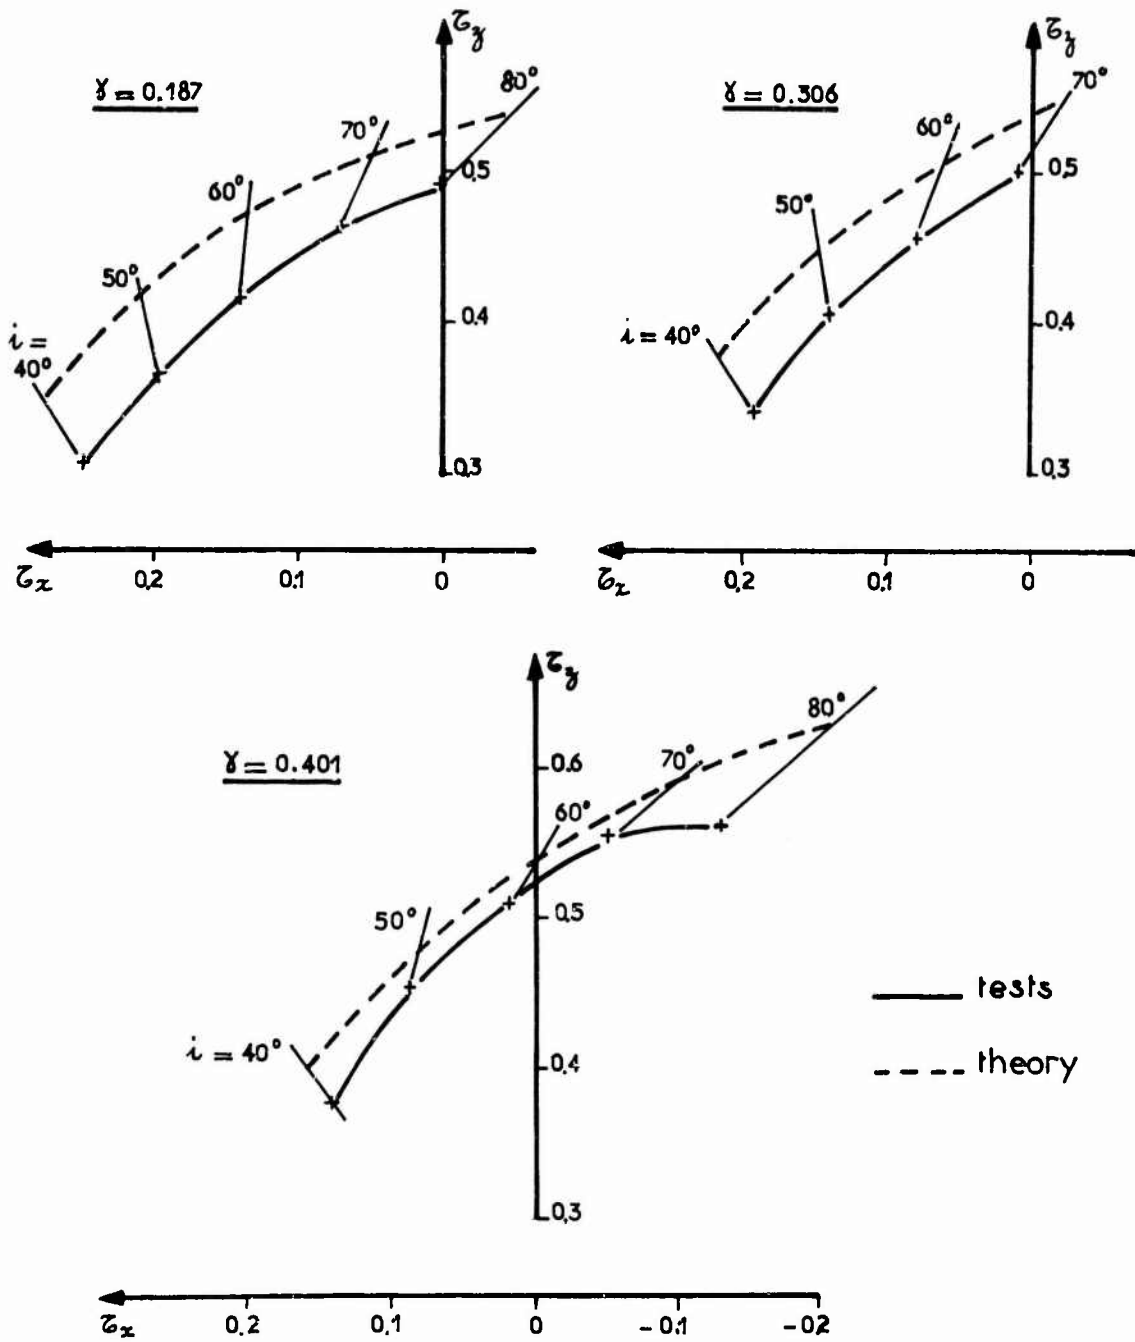 τz
γ = 0.187
80°
70°
0,5
60°
50°
0,4
i =
40°
0,3
τx
0,2
0.1
0
τz
γ = 0.306
70°
60°
0,5
50°
i = 40°
0,4
0,3
τx
0,2
0.1
0
τz
80°
γ = 0.401
70°
0.6
60°
50°
0,5
tests
i = 40°
0,4
theory
0,3
τx
0,2
0.1
0
-0.1
-0,2